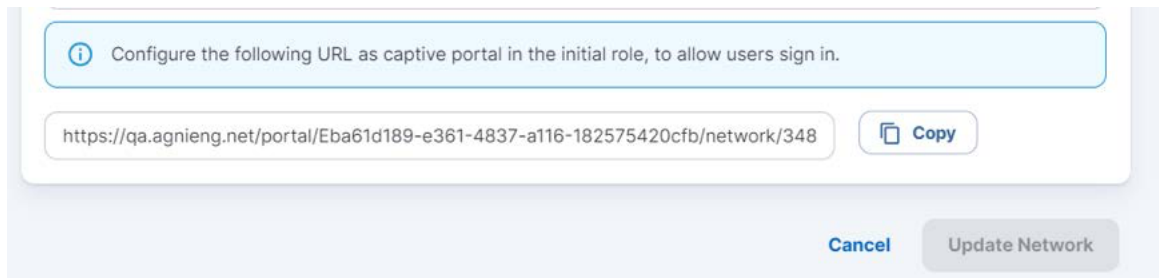 Configure the following URL as captive portal in the initial role, to allow users sign in.
https://qa.agnieng.net/portal/Eba61d189-e361-4837-a116-182575420cfb/network/348
Copy
Cancel
Update Network